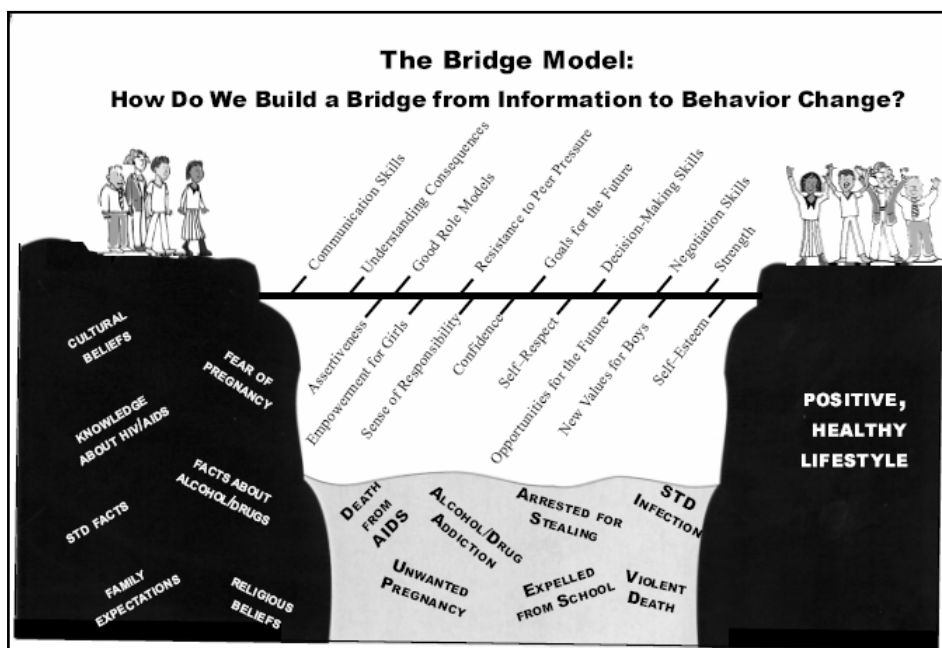 The Bridge Model:
How Do We Build a Bridge from Information to Behavior Change?
Communication Skills
Understanding Consequences
Good Role Models
Resistance to Peer Pressure
Goals for the Future
Decision-Making Skills
Negotiation Skills
Strength
Assertiveness
Empowerment for Girls
Sense of Responsibility
Confidence
Self-Respect
Opportunities for the Future
New Values for Boys
Self-Esteem
CULTURAL
BELIEFS
FEAR OF
PREGNANCY
KNOWLEDGE
ABOUT HIV/AIDS
FACTS ABOUT
ALCOHOL/DRUGS
STD FACTS
FAMILY
EXPECTATIONS
RELIGIOUS
BELIEFS
DEATH
FROM
AIDS
ALCOHOL/DRUG
ADDICTION
ARRESTED FOR
STEALING
STD
INFECTION
UNWANTED
PREGNANCY
EXPELLED
FROM SCHOOL
VIOLENT
DEATH
POSITIVE,
HEALTHY
LIFESTYLE